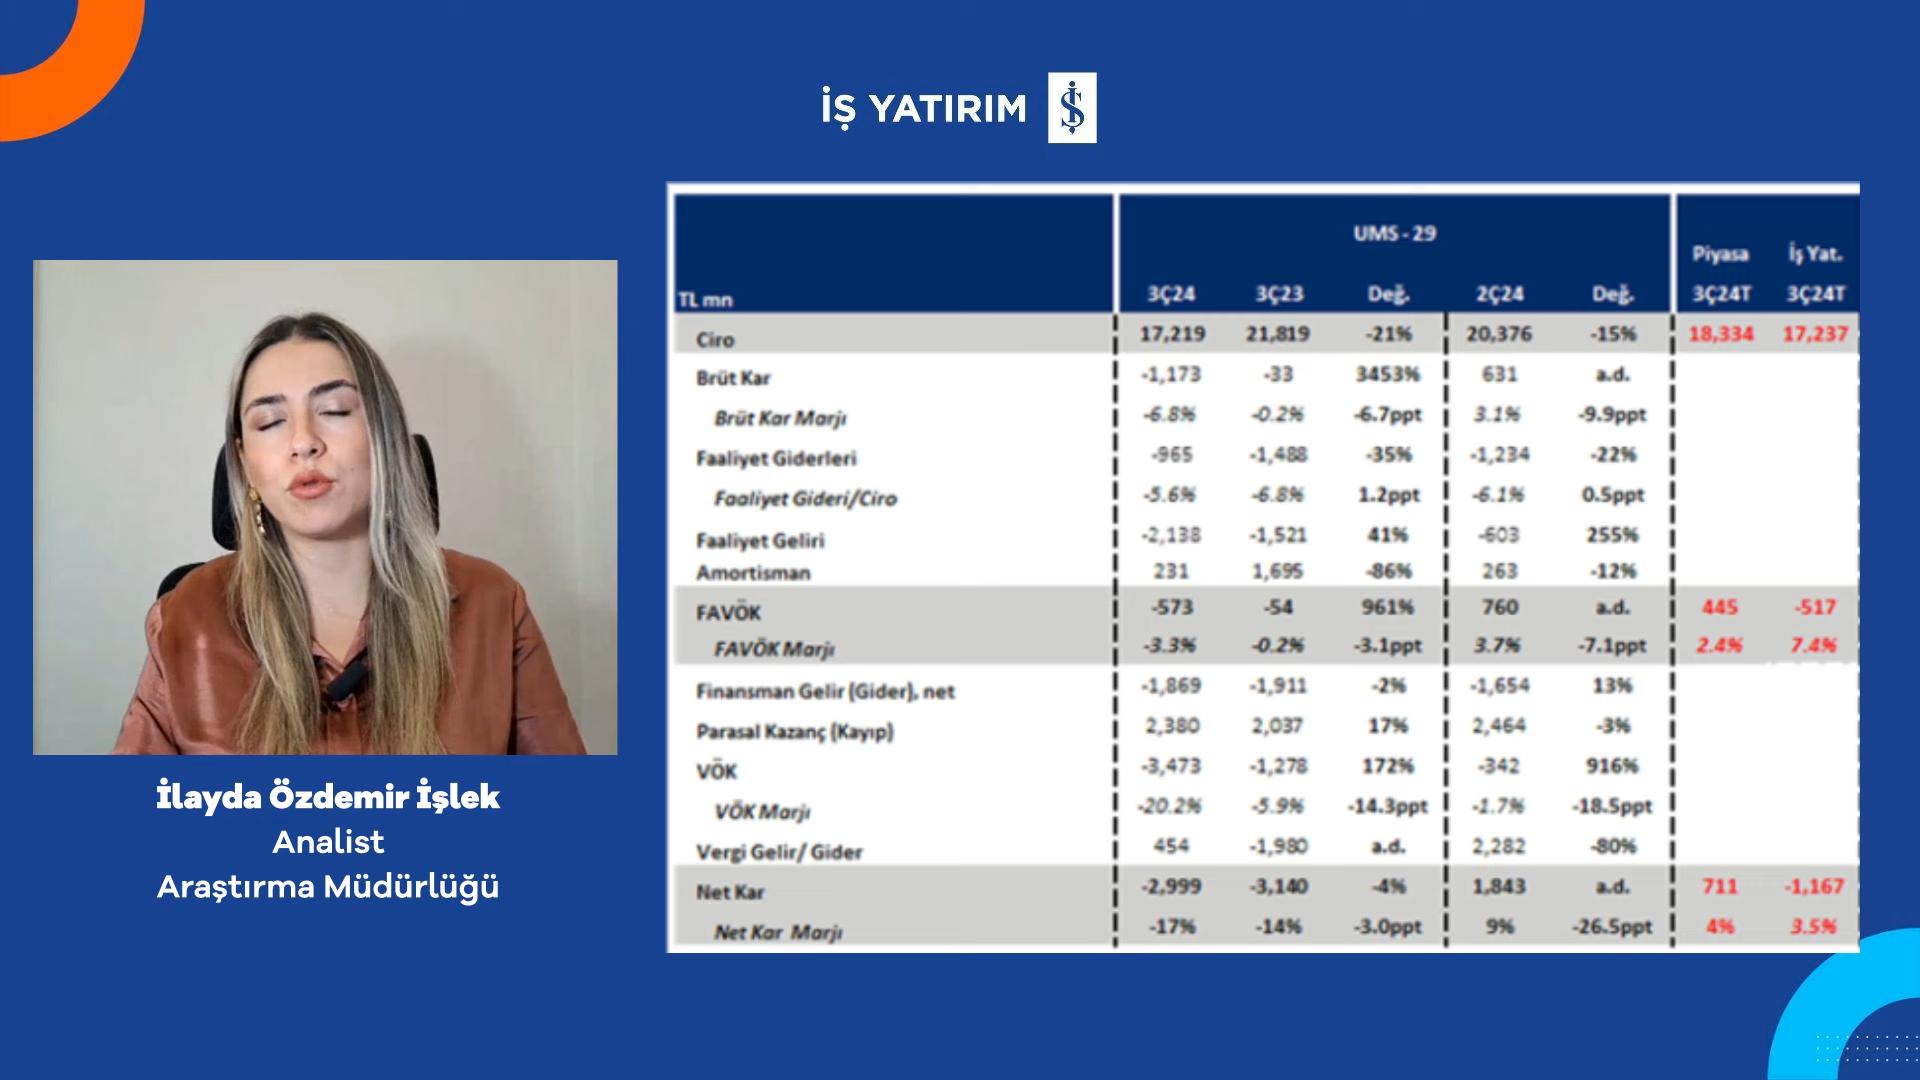 İŞ YATIRIM
UMS - 29
Piyasa İş Yat.
TL mn 3Ç24 3Ç23 Değ. 2Ç24 Değ. 3Ç24T 3Ç24T
Ciro 17,219 21,819 -21% 20,376 -15% 18,334 17,237
Brüt Kar -1,173 -33 3453% 631 a.d.
Brüt Kar Marjı -6.8% -0.2% -6.7ppt 3.1% -9.9ppt
Faaliyet Giderleri -965 -1,488 -35% -1,234 -22%
Faaliyet Gideri/Ciro -5.6% -6.8% 1.2ppt -6.1% 0.5ppt
Faaliyet Geliri -2,138 -1,521 41% -603 255%
Amortisman 231 1,695 -86% 263 -12%
FAVÖK -573 -54 961% 760 a.d. 445 -517
FAVÖK Marjı -3.3% -0.2% -3.1ppt 3.7% -7.1ppt 2.4% 7.4%
Finansman Gelir (Gider), net -1,869 -1,911 -2% -1,654 13%
Parasal Kazanç (Kayıp) 2,380 2,037 17% 2,464 -3%
VÖK -3,473 -1,278 172% -342 916%
VÖK Marjı -20.2% -5.9% -14.3ppt -1.7% -18.5ppt
Vergi Gelir/ Gider 454 -1,980 a.d. 2,282 -80%
Net Kar -2,999 -3,140 -4% 1,843 a.d. 711 -1,167
Net Kar Marjı -17% -14% -3.0ppt 9% -26.5ppt 4% 3.5%
İlayda Özdemir İşlek
Analist
Araştırma Müdürlüğü